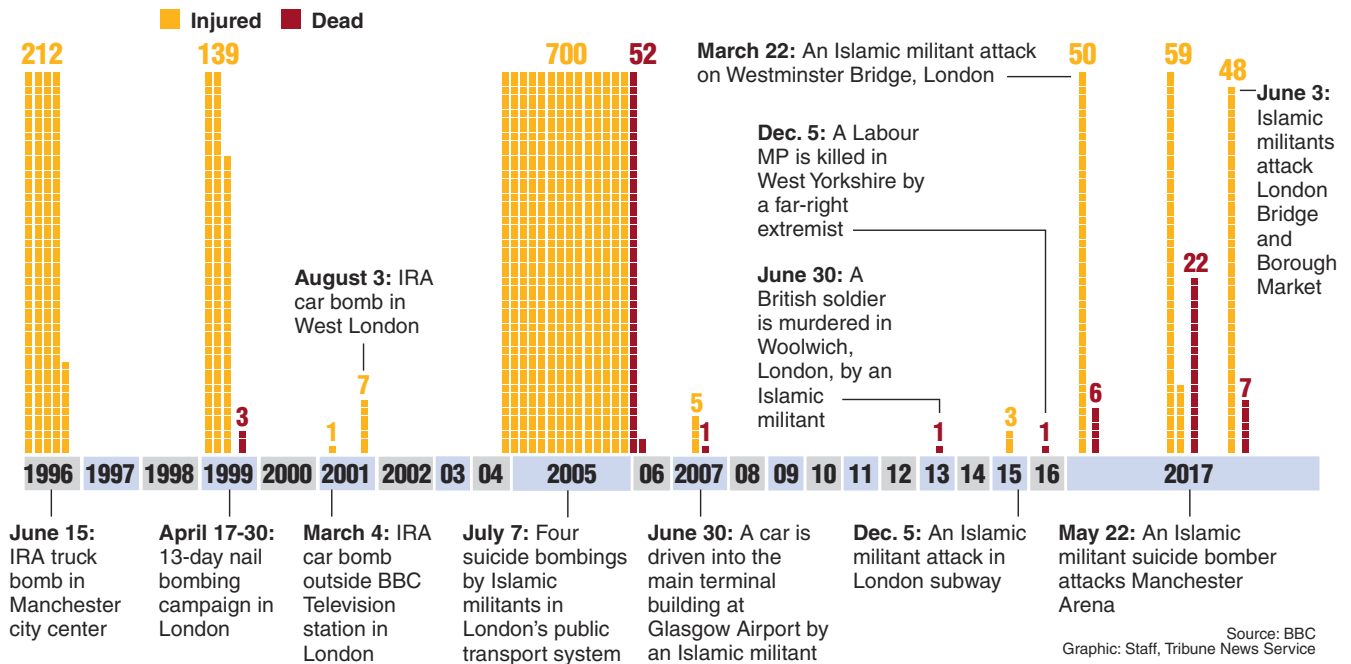 Injured Dead
212
139
700
52
March 22: An Islamic militant attack
on Westminster Bridge, London
50
59
48
June 3:
Islamic
militants
attack
London
Bridge
and
Borough
Market
Dec. 5: A Labour
MP is killed in
West Yorkshire by
a far-right
extremist
August 3: IRA
car bomb in
West London
June 30: A
British soldier
is murdered in
Woolwich,
London, by an
Islamic
militant
22
3
1
7
5
1
1
3
1
6
7
1996 1997 1998 1999 2000 2001 2002 03 04 2005 06 2007 08 09 10 11 12 13 14 15 16 2017
June 15:
IRA truck
bomb in
Manchester
city center
April 17-30:
13-day nail
bombing
campaign in
London
March 4: IRA
car bomb
outside BBC
Television
station in
London
July 7: Four
suicide bombings
by Islamic
militants in
London's public
transport system
June 30: A car is
driven into the
main terminal
building at
Glasgow Airport by
an Islamic militant
Dec. 5: An Islamic
militant attack in
London subway
May 22: An Islamic
militant suicide bomber
attacks Manchester
Arena
Source: BBC
Graphic: Staff, Tribune News Service